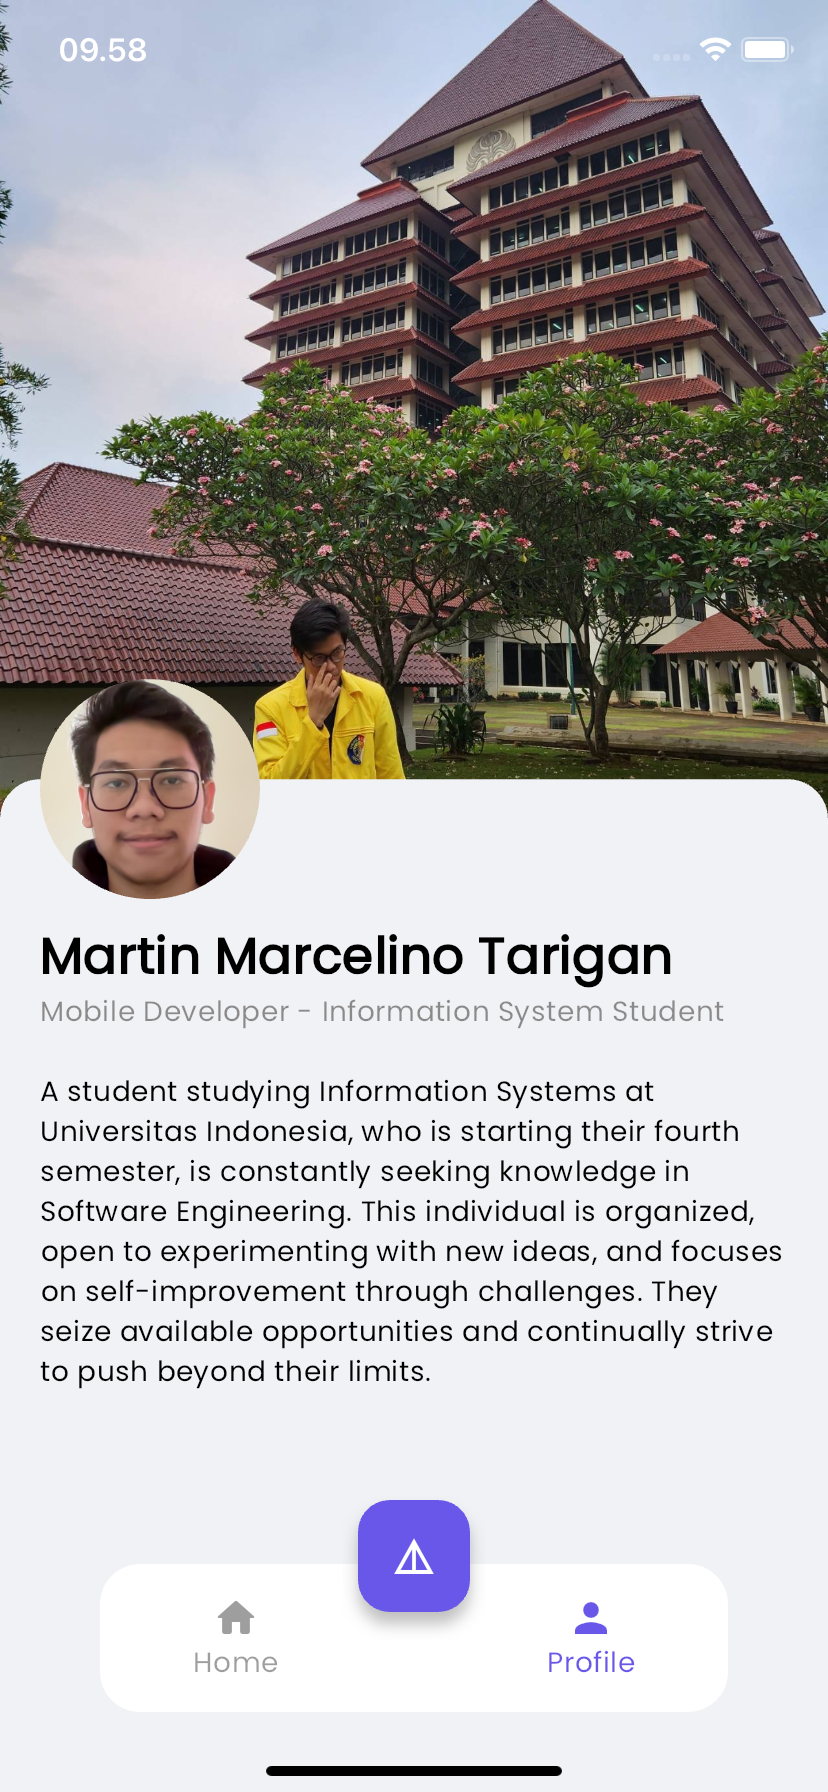 09.58
Martin Marcelino Tarigan
Mobile Developer - Information System Student
A student studying Information Systems at
Universitas Indonesia, who is starting their fourth
semester, is constantly seeking knowledge in
Software Engineering. This individual is organized,
open to experimenting with new ideas, and focuses
on self-improvement through challenges. They
seize available opportunities and continually strive
to push beyond their limits.
Home
Profile